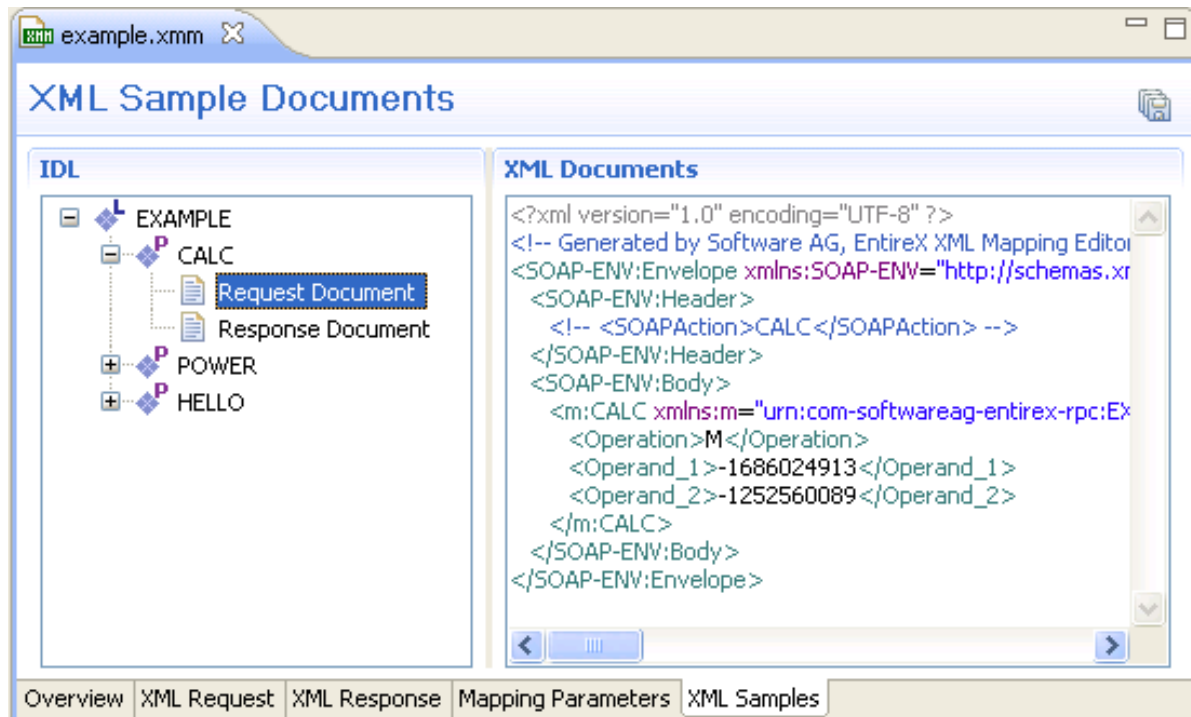 example.xmm
XML Sample Documents
IDL
EXAMPLE
CALC
Request Document
Response Document
POWER
HELLO
XML Documents
<?xml version="1.0" encoding="UTF-8" ?>
<!-- Generated by Software AG, EntireX XML Mapping Editor
<SOAP-ENV:Envelope xmlns:SOAP-ENV="http://schemas.xm
<SOAP-ENV:Header>
<!-- <SOAPAction>CALC</SOAPAction> -->
</SOAP-ENV:Header>
<SOAP-ENV:Body>
<m:CALC xmlns:m="urn:com-softwareag-entirex-rpc:EX
<Operation>M</Operation>
<Operand_1>-1686024913</Operand_1>
<Operand_2>-1252560089</Operand_2>
</m:CALC>
</SOAP-ENV:Body>
</SOAP-ENV:Envelope>
Overview XML Request XML Response Mapping Parameters XML Samples